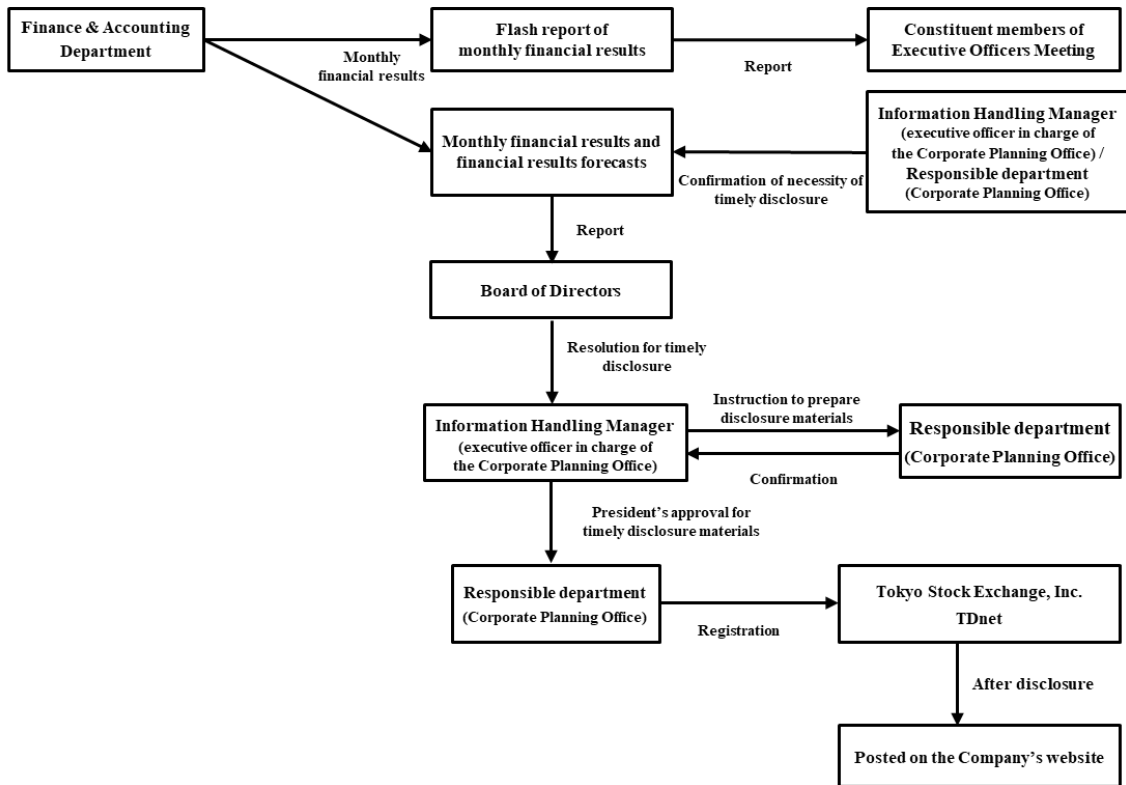 Finance & Accounting
Department
Monthly
financial results
Flash report of
monthly financial results
Report
Constituent members of
Executive Officers Meeting
Monthly financial results and
financial results forecasts
Confirmation of necessity of
timely disclosure
Information Handling Manager
(executive officer in charge of
the Corporate Planning Office) /
Responsible department
(Corporate Planning Office)
Report
Board of Directors
Resolution for timely
disclosure
Information Handling Manager
(executive officer in charge of
the Corporate Planning Office)
Instruction to prepare
disclosure materials
Confirmation
Responsible department
(Corporate Planning Office)
President’s approval for
timely disclosure materials
Responsible department
(Corporate Planning Office)
Registration
Tokyo Stock Exchange, Inc.
TDnet
After disclosure
Posted on the Company’s website